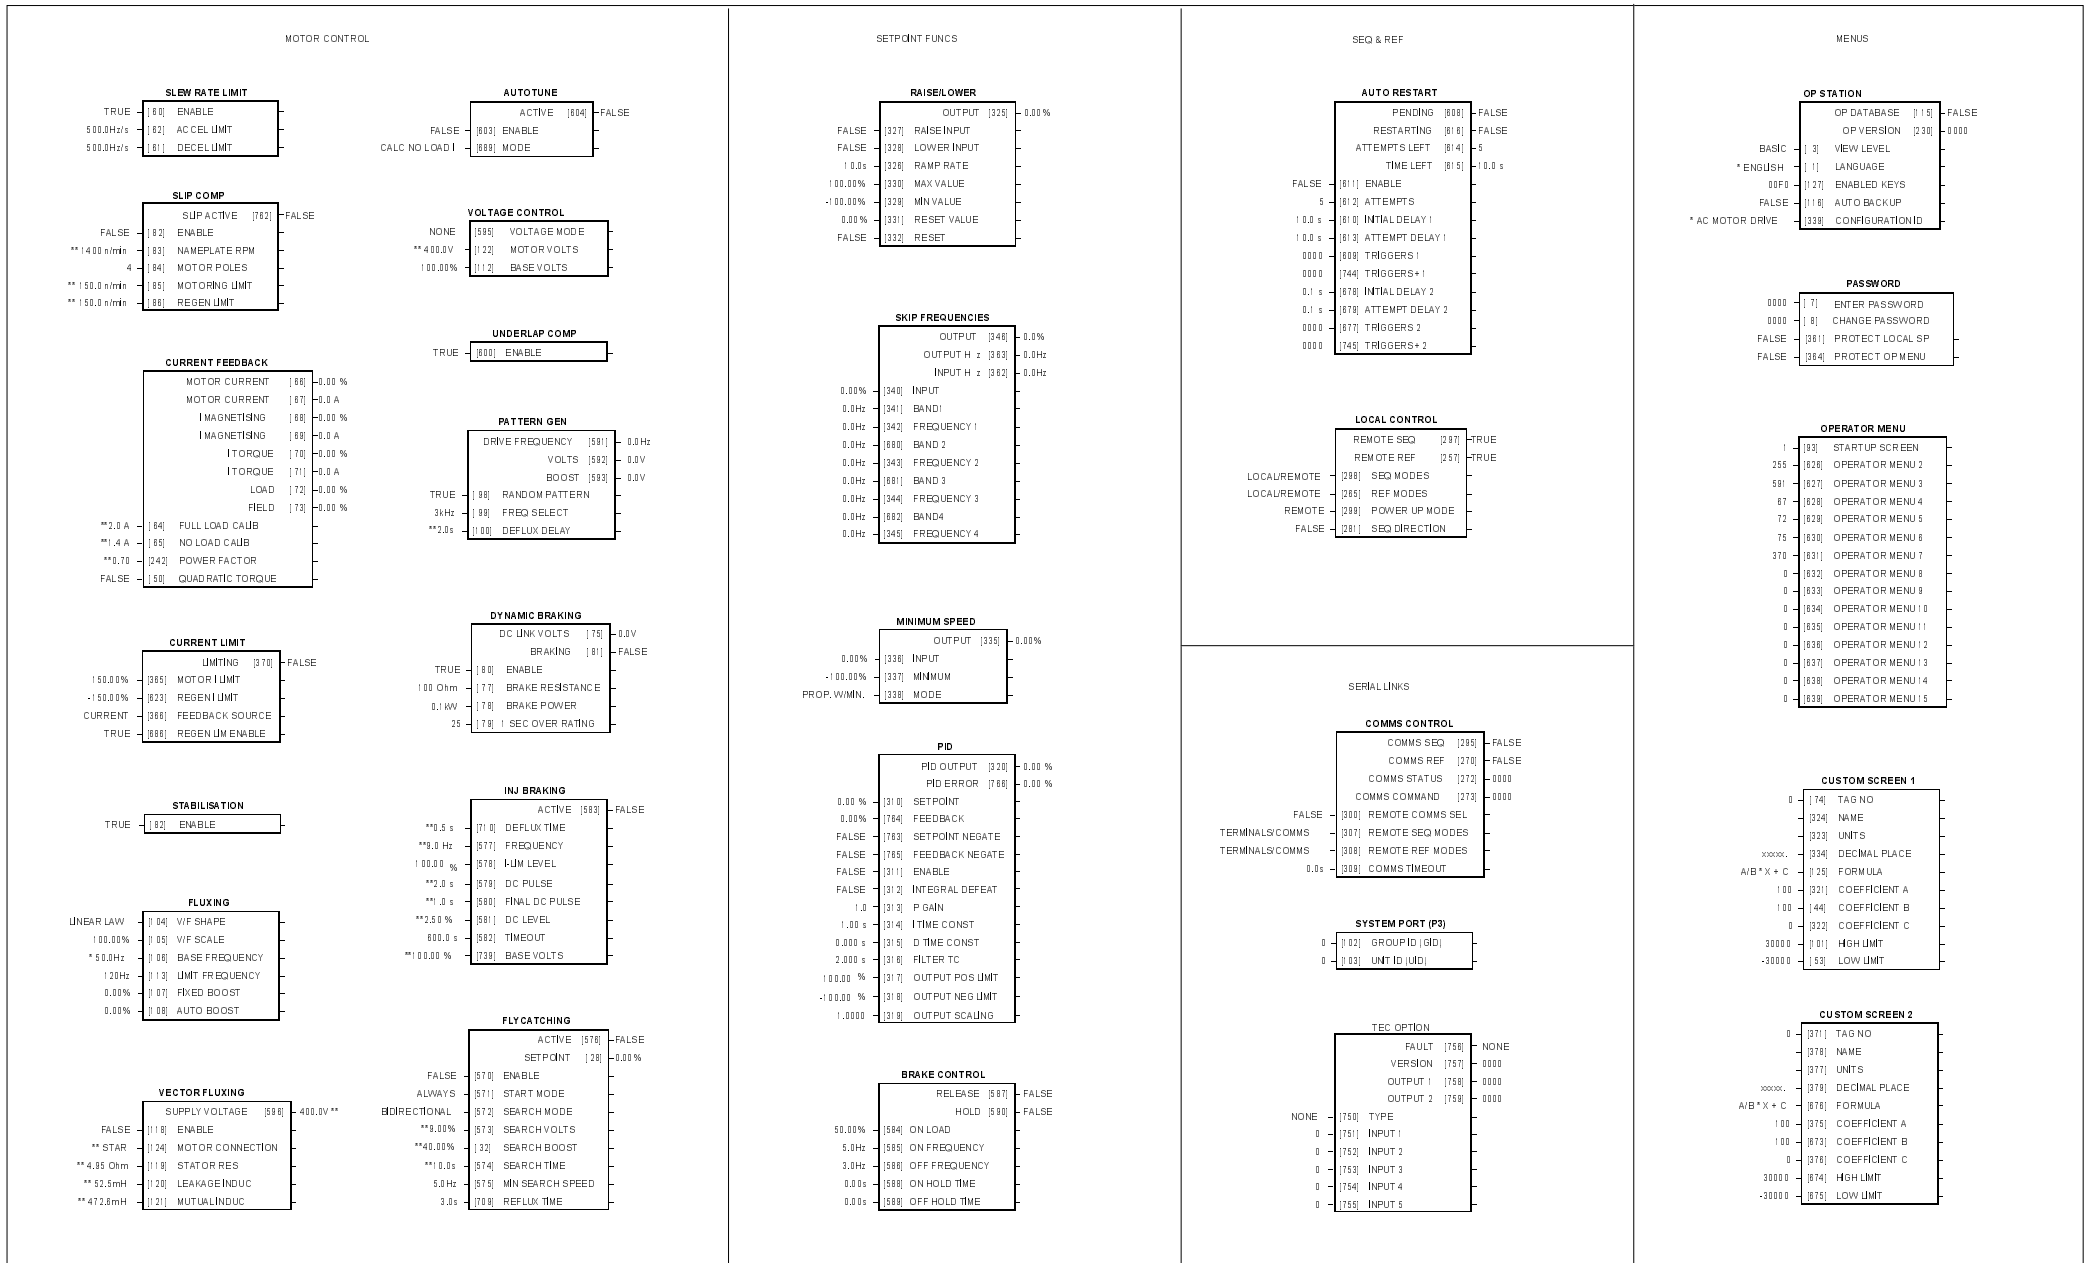 MOTOR CONTROL
SLEW RATE LIMIT
TRUE [ 60] ENABLE
500.0Hz/s [ 62] ACCEL LIMIT
500.0Hz/s [ 61] DECEL LIMIT
SLIP COMP
SLIP ACTIVE [762] FALSE
FALSE [ 82] ENABLE
** 1400 n/min [ 83] NAMEPLATE RPM
4 [ 84] MOTOR POLES
** 150.0 n/min [ 85] MOTORING LIMIT
** 150.0 n/min [ 86] REGEN LIMIT
CURRENT FEEDBACK
MOTOR CURRENT [ 66] 0.00 %
MOTOR CURRENT [ 67] 0.0 A
I MAGNETISING [ 68] 0.00 %
I MAGNETISING [ 69] 0.0 A
I TORQUE [ 70] 0.00 %
I TORQUE [ 71] 0.0 A
LOAD [ 72] 0.00 %
FIELD [ 73] 0.00 %
**2.0 A [ 64] FULL LOAD CALIB
**1.4 A [ 65] NO LOAD CALIB
**0.70 [242] POWER FACTOR
FALSE [ 50] QUADRATIC TORQUE
CURRENT LIMIT
LIMITING [370] FALSE
150.00% [365] MOTOR I LIMIT
-150.00% [623] REGEN I LIMIT
CURRENT [366] FEEDBACK SOURCE
TRUE [686] REGEN LIM ENABLE
STABILISATION
TRUE [ 82] ENABLE
FLUXING
LINEAR LAW [104] V/F SHAPE
100.00% [105] V/F SCALE
* 50.0Hz [106] BASE FREQUENCY
120Hz [113] LIMIT FREQUENCY
0.00% [107] FIXED BOOST
0.00% [108] AUTO BOOST
VECTOR FLUXING
SUPPLY VOLTAGE [596] 400.0V **
FALSE [118] ENABLE
** STAR [124] MOTOR CONNECTION
** 4.95 Ohm [119] STATOR RES
** 52.5mH [120] LEAKAGE INDUC
** 472.6mH [121] MUTUAL INDUC
AUTOTUNE
ACTIVE [604] FALSE
FALSE [603] ENABLE
CALC NO LOAD I [689] MODE
VOLTAGE CONTROL
NONE [595] VOLTAGE MODE
** 400.0V [122] MOTOR VOLTS
100.00% [112] BASE VOLTS
UNDERLAP COMP
TRUE [600] ENABLE
PATTERN GEN
DRIVE FREQUENCY [591] 0.0Hz
VOLTS [592] 0.0V
BOOST [593] 0.0V
TRUE [ 98] RANDOM PATTERN
3kHz [ 99] FREQ SELECT
**2.0s [100] DEFLUX DELAY
DYNAMIC BRAKING
DC LINK VOLTS [ 75] 0.0V
BRAKING [ 81] FALSE
TRUE [ 80] ENABLE
100 Ohm [ 77] BRAKE RESISTANCE
0.1kW [ 78] BRAKE POWER
25 [ 79] 1 SEC OVER RATING
INJ BRAKING
ACTIVE [583] FALSE
**0.5 s [710] DEFLUX TIME
**9.0 Hz [577] FREQUENCY
100.00 % [578] I-LIM LEVEL
**2.0 s [579] DC PULSE
**1.0 s [580] FINAL DC PULSE
**2.50 % [581] DC LEVEL
600.0 s [582] TIMEOUT
**100.00 % [739] BASE VOLTS
FLYCATCHING
ACTIVE [576] FALSE
SETPOINT [ 28] 0.00%
FALSE [570] ENABLE
ALWAYS [571] START MODE
BIDIRECTIONAL [572] SEARCH MODE
**9.00% [573] SEARCH VOLTS
**40.00% [ 32] SEARCH BOOST
**10.0s [574] SEARCH TIME
5.0Hz [575] MIN SEARCH SPEED
3.0s [709] REFLUX TIME
SETPOINT FUNCS
RAISE/LOWER
OUTPUT [325] 0.00%
FALSE [327] RAISE INPUT
FALSE [328] LOWER INPUT
10.0s [326] RAMP RATE
100.00% [330] MAX VALUE
-100.00% [329] MIN VALUE
0.00% [331] RESET VALUE
FALSE [332] RESET
SKIP FREQUENCIES
OUTPUT [346] 0.0%
OUTPUT H z [363] 0.0Hz
INPUT H z [362] 0.0Hz
0.00% [340] INPUT
0.0Hz [341] BAND1
0.0Hz [342] FREQUENCY 1
0.0Hz [680] BAND 2
0.0Hz [343] FREQUENCY 2
0.0Hz [681] BAND 3
0.0Hz [344] FREQUENCY 3
0.0Hz [682] BAND4
0.0Hz [345] FREQUENCY 4
MINIMUM SPEED
OUTPUT [335] 0.00%
0.00% [336] INPUT
-100.00% [337] MINIMUM
PROP. W/MIN. [338] MODE
PID
PID OUTPUT [320] 0.00 %
PID ERROR [766] 0.00 %
0.00 % [310] SETPOINT
0.00% [764] FEEDBACK
FALSE [763] SETPOINT NEGATE
FALSE [765] FEEDBACK NEGATE
FALSE [311] ENABLE
FALSE [312] INTEGRAL DEFEAT
1.0 [313] P GAIN
1.00 s [314] I TIME CONST
0.000 s [315] D TIME CONST
2.000 s [316] FILTER TC
100.00 % [317] OUTPUT POS LIMIT
-100.00 % [318] OUTPUT NEG LIMIT
1.0000 [319] OUTPUT SCALING
BRAKE CONTROL
RELEASE [587] FALSE
HOLD [590] FALSE
50.00% [584] ON LOAD
5.0Hz [585] ON FREQUENCY
3.0Hz [586] OFF FREQUENCY
0.00s [588] ON HOLD TIME
0.00s [589] OFF HOLD TIME
SEQ & REF
AUTO RESTART
PENDING [608] FALSE
RESTARTING [616] FALSE
ATTEMPTS LEFT [614] 5
TIME LEFT [615] 10.0 s
FALSE [611] ENABLE
5 [612] ATTEMPTS
10.0 s [610] INITIAL DELAY 1
10.0 s [613] ATTEMPT DELAY 1
0000 [609] TRIGGERS 1
0000 [744] TRIGGERS+ 1
0.1 s [678] INITIAL DELAY 2
0.1 s [679] ATTEMPT DELAY 2
0000 [677] TRIGGERS 2
0000 [745] TRIGGERS+ 2
LOCAL CONTROL
REMOTE SEQ [297] TRUE
REMOTE REF [257] TRUE
LOCAL/REMOTE [298] SEQ MODES
LOCAL/REMOTE [265] REF MODES
REMOTE [299] POWER UP MODE
FALSE [281] SEQ DIRECTION
SERIAL LINKS
COMMS CONTROL
COMMS SEQ [295] FALSE
COMMS REF [270] FALSE
COMMS STATUS [272] 0000
COMMS COMMAND [273] 0000
FALSE [300] REMOTE COMMS SEL
TERMINALS/COMMS [307] REMOTE SEQ MODES
TERMINALS/COMMS [308] REMOTE REF MODES
0.0s [309] COMMS TIMEOUT
SYSTEM PORT (P3)
0 [102] GROUP ID (GID)
0 [103] UNIT ID (UID)
TEC OPTION
FAULT [756] NONE
VERSION [757] 0000
OUTPUT 1 [758] 0000
OUTPUT 2 [759] 0000
NONE [750] TYPE
0 [751] INPUT 1
0 [752] INPUT 2
0 [753] INPUT 3
0 [754] INPUT 4
0 [755] INPUT 5
MENUS
OP STATION
OP DATABASE [115] FALSE
OP VERSION [230] 0000
BASIC [ 3] VIEW LEVEL
* ENGLISH [ 1] LANGUAGE
00F0 [127] ENABLED KEYS
FALSE [116] AUTO BACKUP
* AC MOTOR DRIVE [339] CONFIGURATION ID
PASSWORD
0000 [ 7] ENTER PASSWORD
0000 [ 8] CHANGE PASSWORD
FALSE [361] PROTECT LOCAL SP
FALSE [364] PROTECT OP MENU
OPERATOR MENU
1 [93] STARTUP SCREEN
255 [626] OPERATOR MENU 2
591 [627] OPERATOR MENU 3
67 [628] OPERATOR MENU 4
72 [629] OPERATOR MENU 5
75 [630] OPERATOR MENU 6
370 [631] OPERATOR MENU 7
0 [632] OPERATOR MENU 8
0 [633] OPERATOR MENU 9
0 [634] OPERATOR MENU 10
0 [635] OPERATOR MENU 11
0 [636] OPERATOR MENU 12
0 [637] OPERATOR MENU 13
0 [638] OPERATOR MENU 14
0 [639] OPERATOR MENU 15
CUSTOM SCREEN 1
0 [ 74] TAG NO
[324] NAME
[323] UNITS
xxxxx. [334] DECIMAL PLACE
A/B * X + C [125] FORMULA
100 [321] COEFFICIENT A
100 [ 44] COEFFICIENT B
0 [322] COEFFICIENT C
30000 [101] HIGH LIMIT
-30000 [ 53] LOW LIMIT
CUSTOM SCREEN 2
0 [371] TAG NO
[378] NAME
[377] UNITS
xxxxx. [379] DECIMAL PLACE
A/B * X + C [676] FORMULA
100 [375] COEFFICIENT A
100 [673] COEFFICIENT B
0 [376] COEFFICIENT C
30000 [674] HIGH LIMIT
-30000 [675] LOW LIMIT